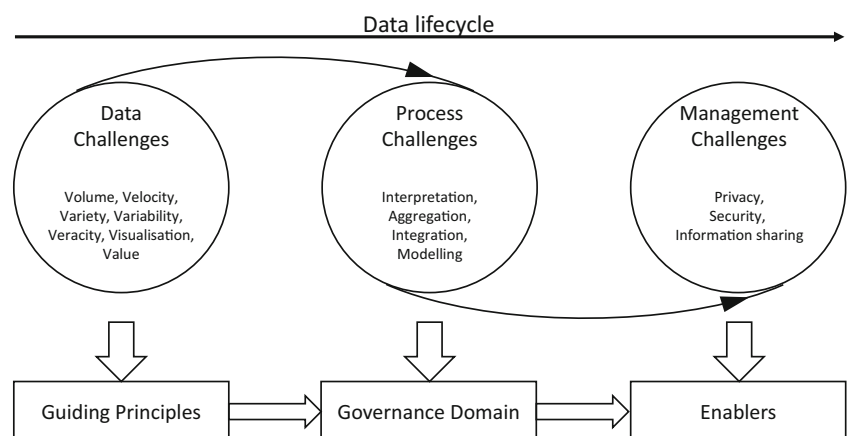 Data lifecycle
Data
Challenges
Volume, Velocity,
Variety, Variability,
Veracity, Visualisation,
Value
Process
Challenges
Interpretation,
Aggregation,
Integration,
Modelling
Management
Challenges
Privacy,
Security,
Information sharing
Guiding Principles
Governance Domain
Enablers